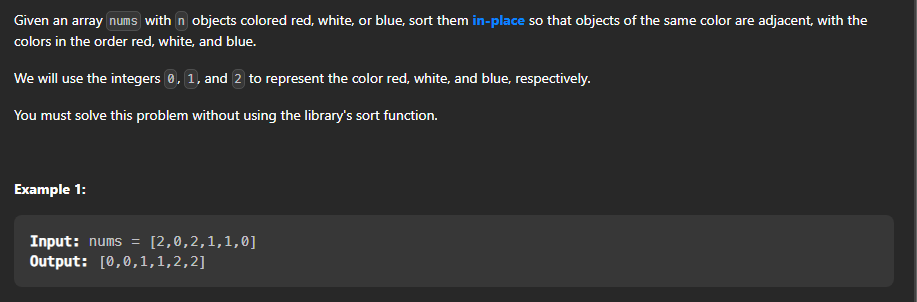 Given an array nums with n objects colored red, white, or blue, sort them in-place so that objects of the same color are adjacent, with the
colors in the order red, white, and blue.
We will use the integers 0, 1, and 2 to represent the color red, white, and blue, respectively.
You must solve this problem without using the library's sort function.
Example 1:
Input: nums = [2,0,2,1,1,0]
Output: [0,0,1,1,2,2]